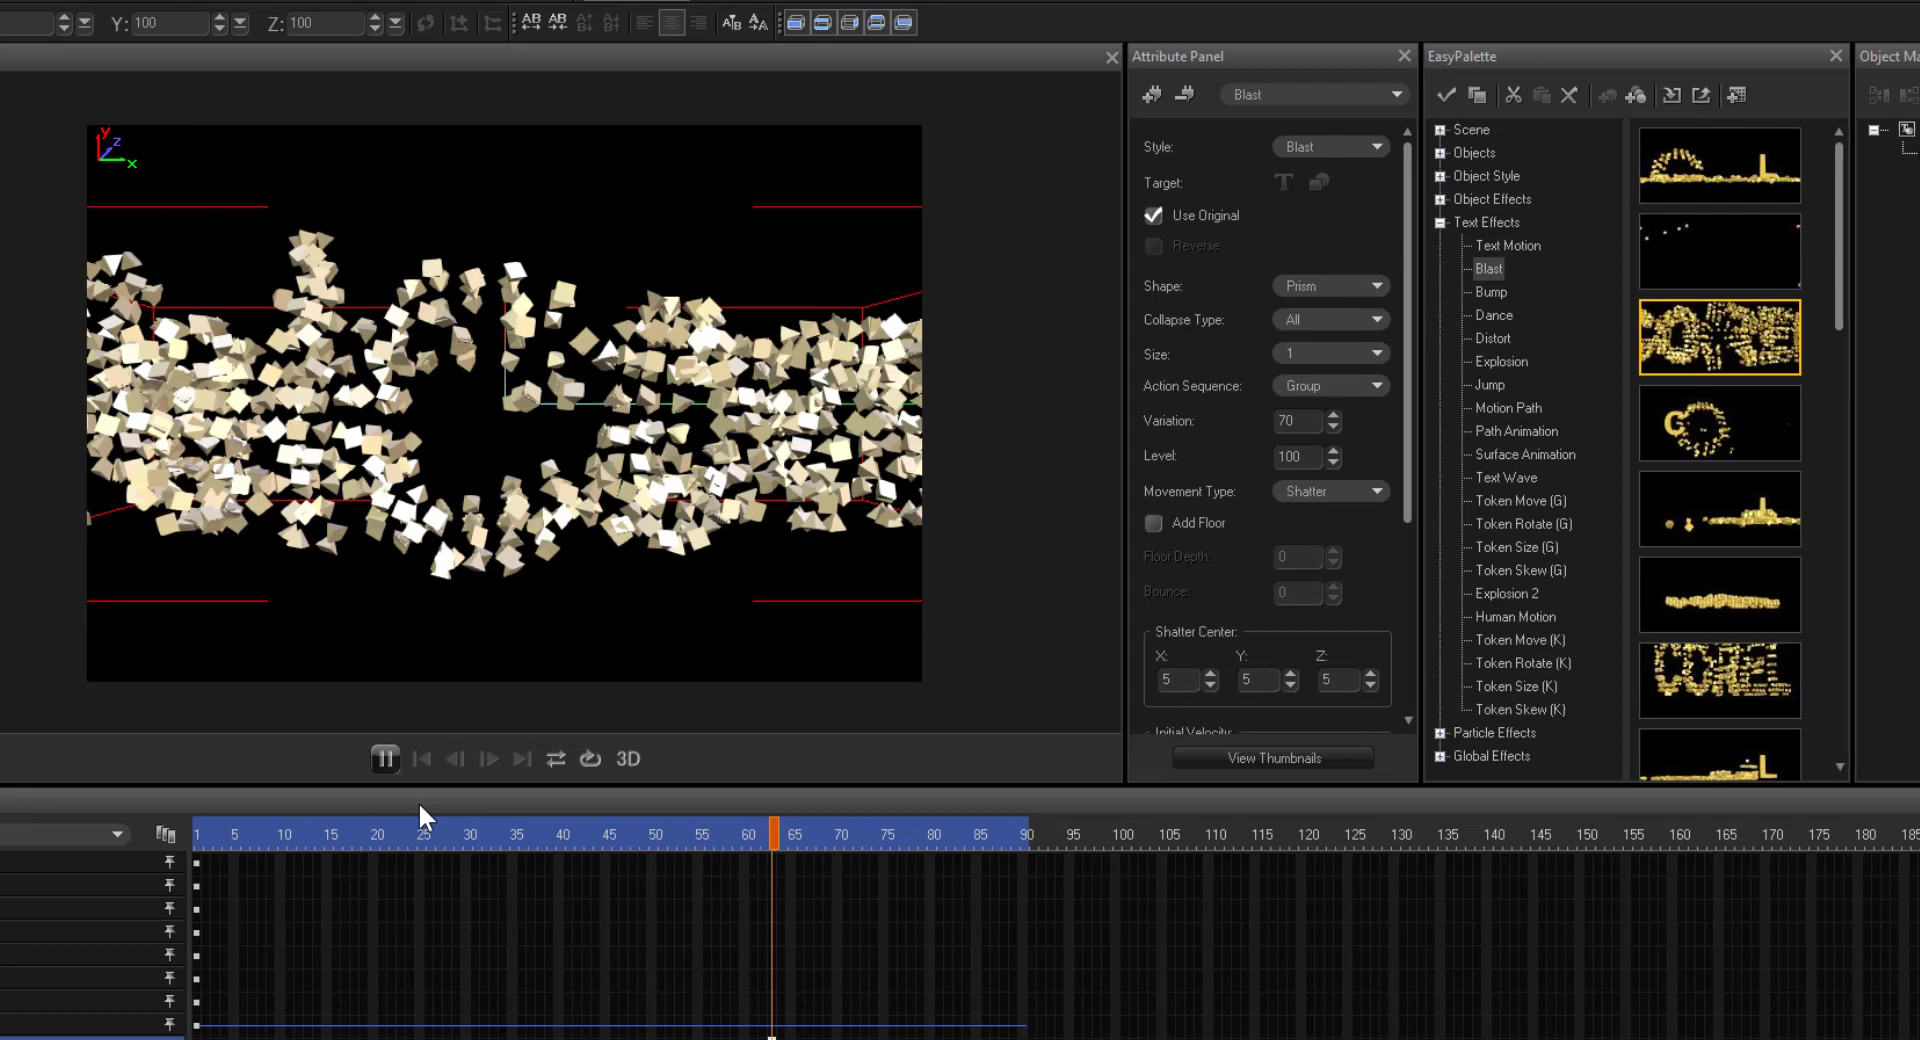 Y: 100 Z: 100 AB AB
Attribute Panel
EasyPalette
Object Ma
Blast
Style: Blast
Target:
Use Original
Reverse
Shape: Prism
Collapse Type: All
Size: 1
Action Sequence: Group
Variation: 70
Level: 100
Movement Type: Shatter
Add Floor
Floor Depth: 0
Bounce: 0
Shatter Center:
X: Y: Z:
5 5 5
Initial Velocity:
View Thumbnails
Scene
Objects
Object Style
Object Effects
Text Effects
Text Motion
Blast
Bump
Dance
Distort
Explosion
Jump
Motion Path
Path Animation
Surface Animation
Text Wave
Token Move (G)
Token Rotate (G)
Token Size (G)
Token Skew (G)
Explosion 2
Human Motion
Token Move (K)
Token Rotate (K)
Token Size (K)
Token Skew (K)
Particle Effects
Global Effects
y
z
x
3D
1 5 10 15 20 25 30 35 40 45 50 55 60 65 70 75 80 85 90 95 100 105 110 115 120 125 130 135 140 145 150 155 160 165 170 175 180 185